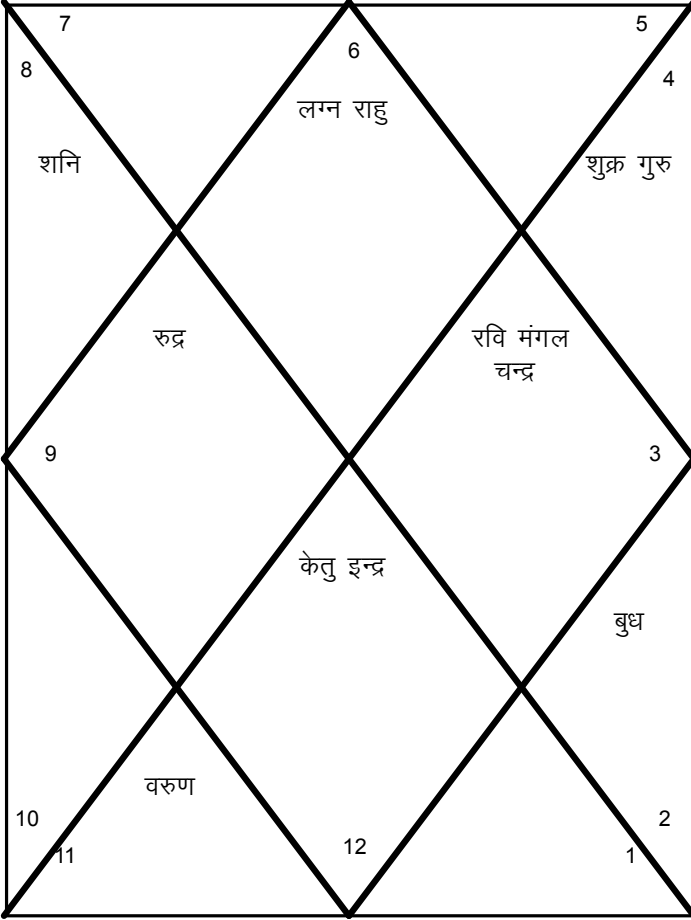 7
6
5
8
4
लग्न राहु
शनि
शुक्र गुरु
रुद्र
रवि मंगल
चन्द्र
9
3
केतु इन्द्र
बुध
वरुण
10
2
12
11
1